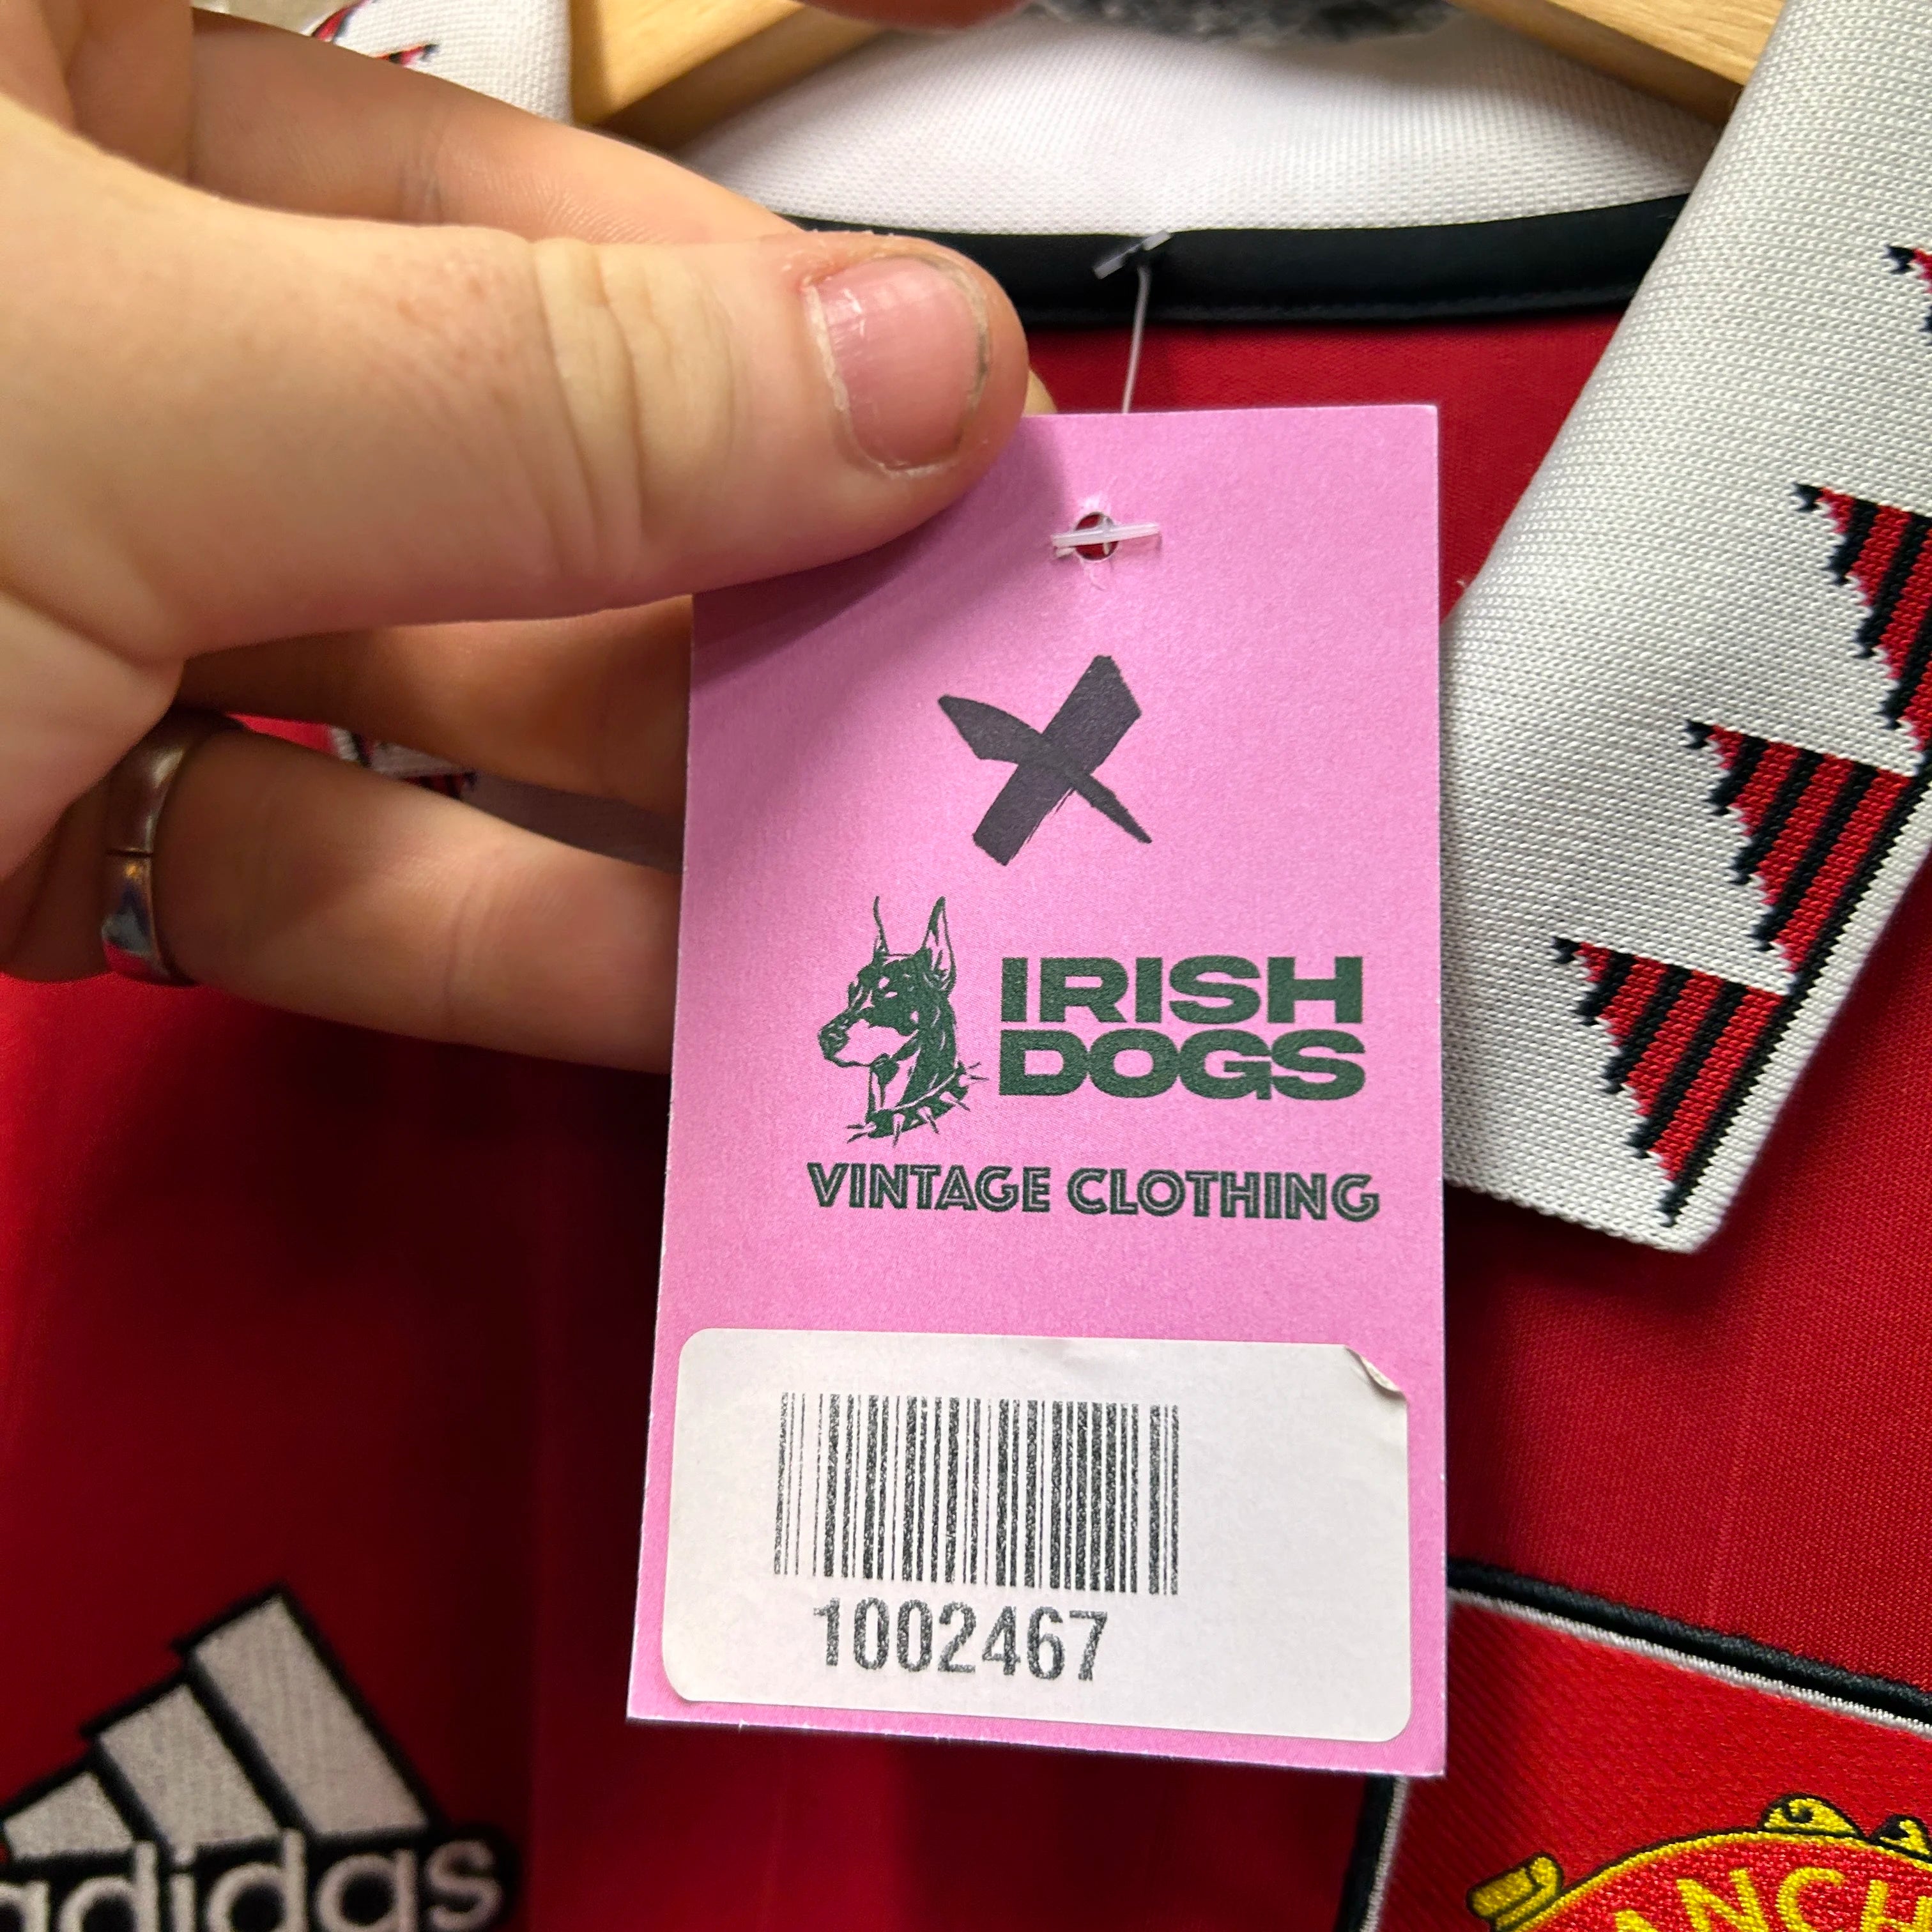 IRISH
DOGS
VINTAGE CLOTHING
1002467
adidas